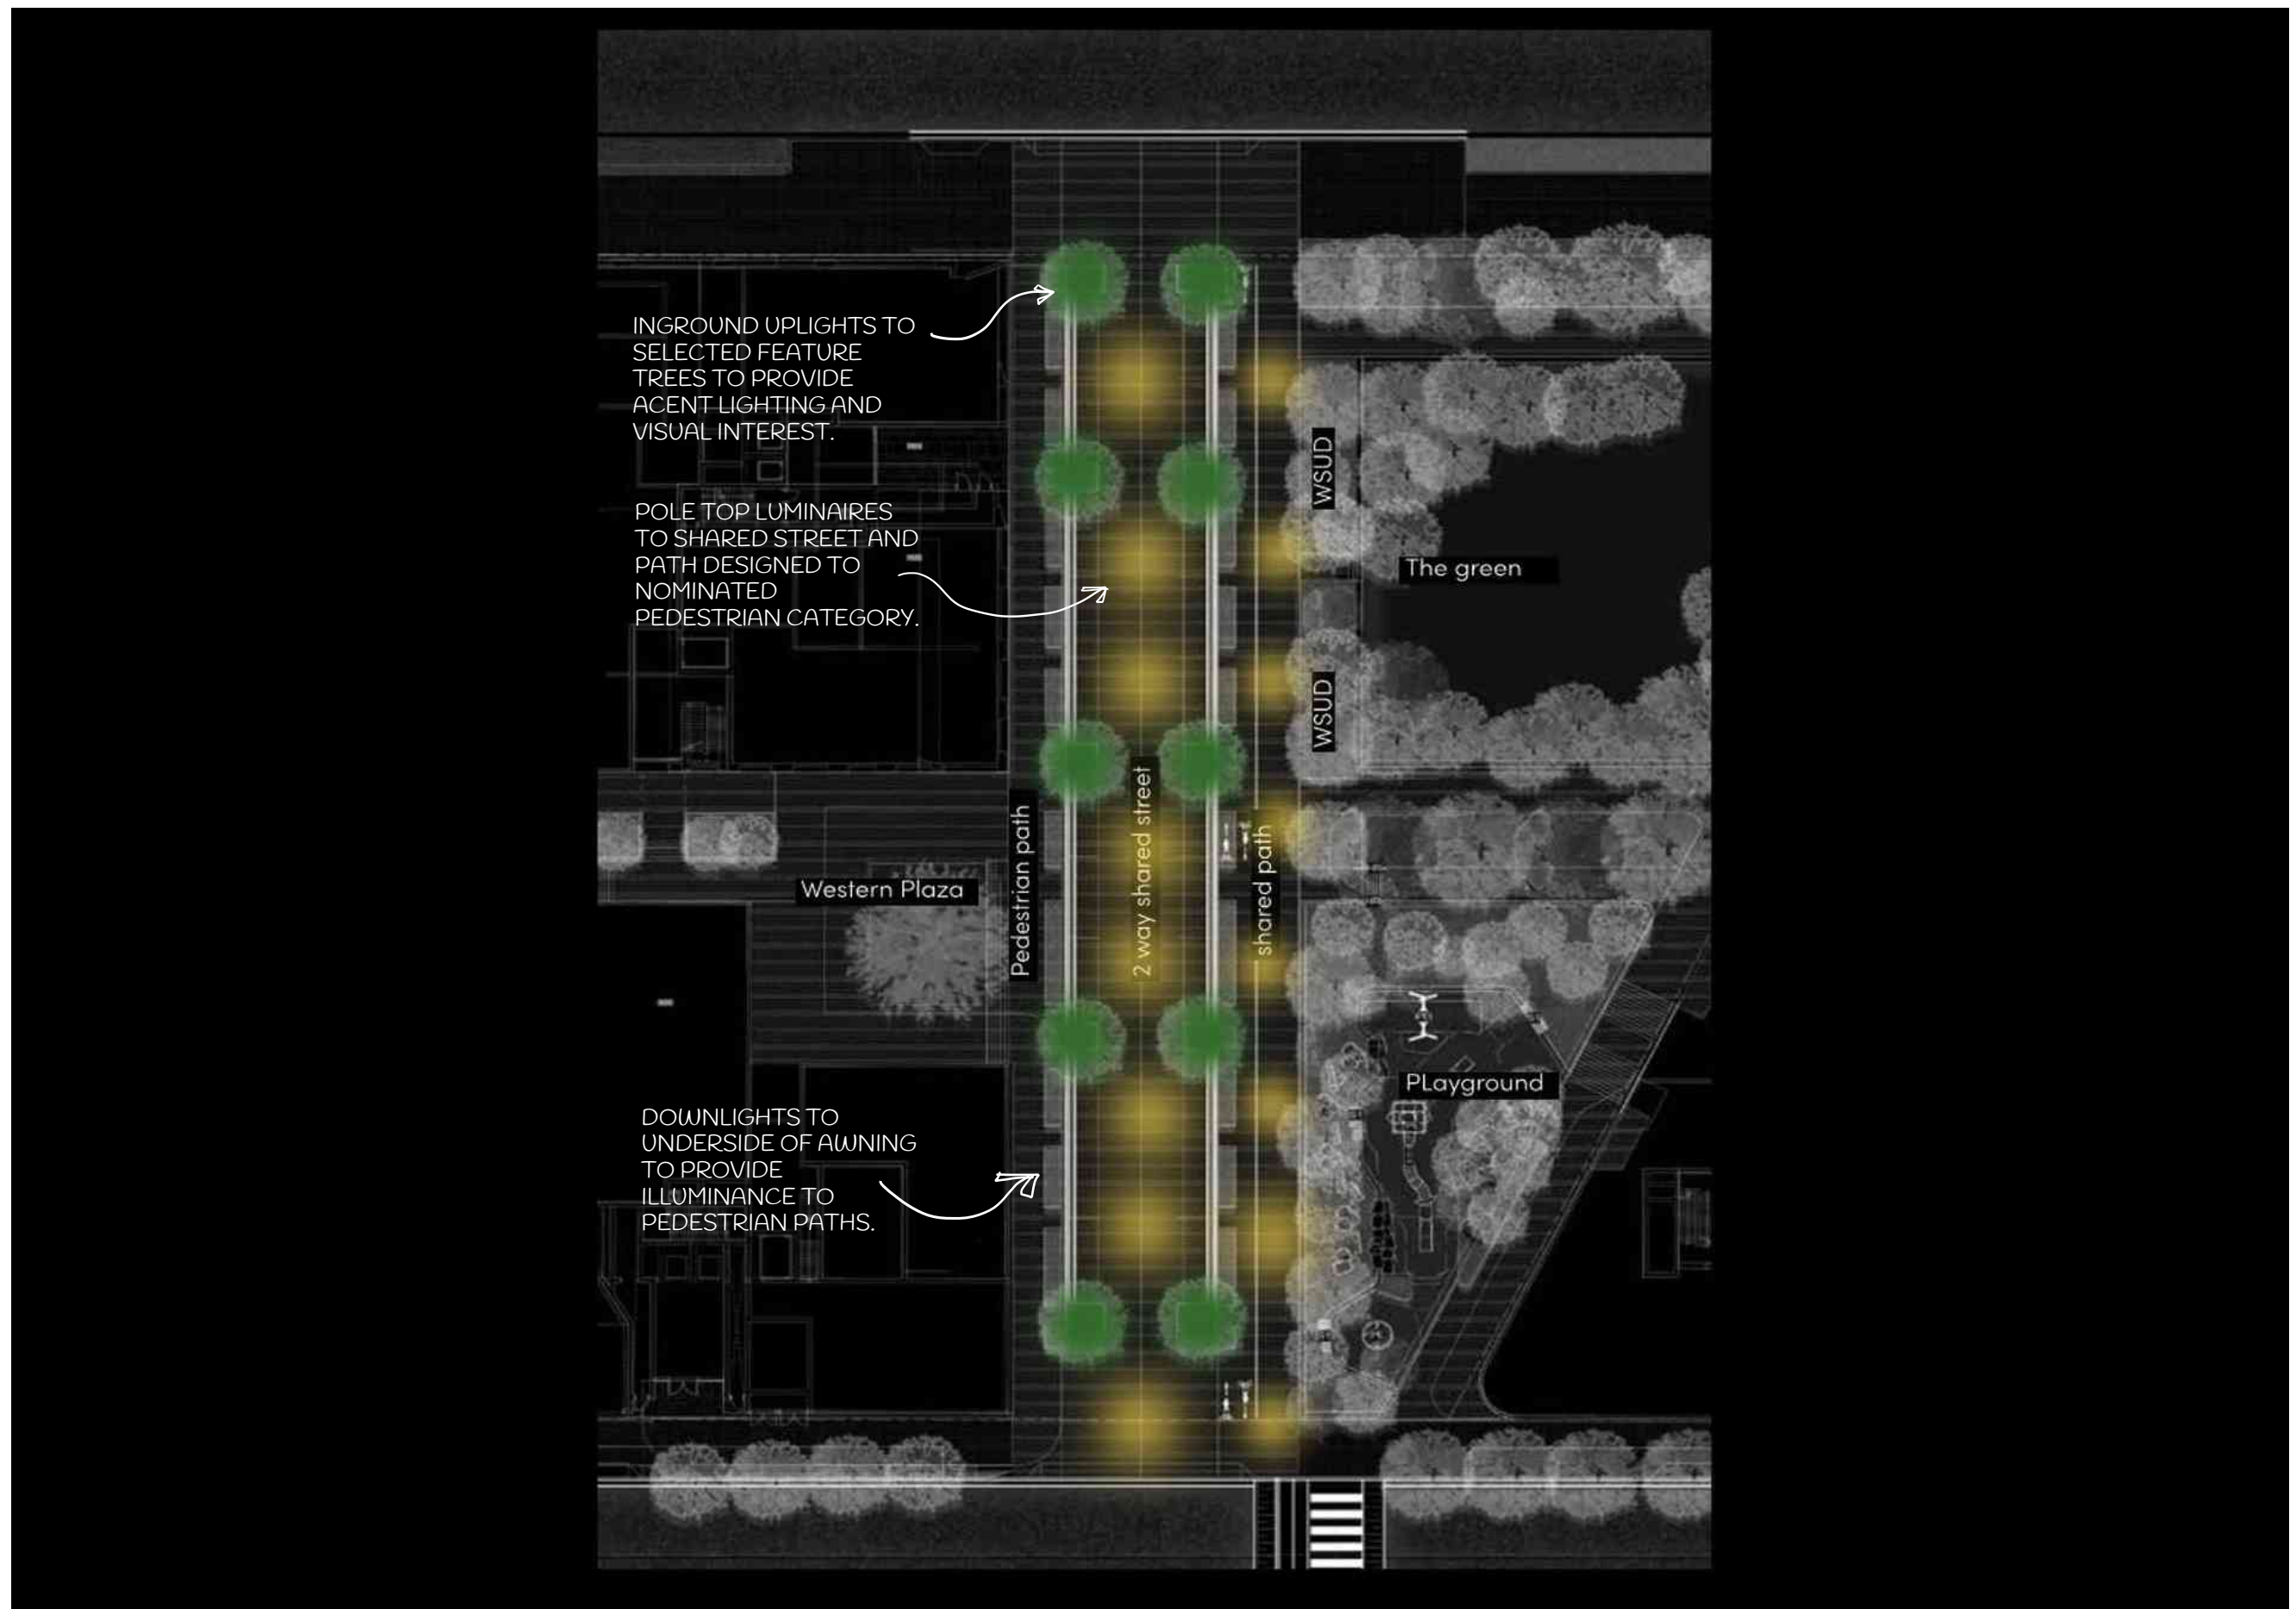 INGROUND UPLIGHTS TO
SELECTED FEATURE
TREES TO PROVIDE
ACENT LIGHTING AND
VISUAL INTEREST.
POLE TOP LUMINAIRES
TO SHARED STREET AND
PATH DESIGNED TO
NOMINATED
PEDESTRIAN CATEGORY.
WSUD
The green
WSUD
Western Plaza
Pedestrian path
2 way shared street
shared path
PLayground
DOWNLIGHTS TO
UNDERSIDE OF AWNING
TO PROVIDE
ILLUMINANCE TO
PEDESTRIAN PATHS.